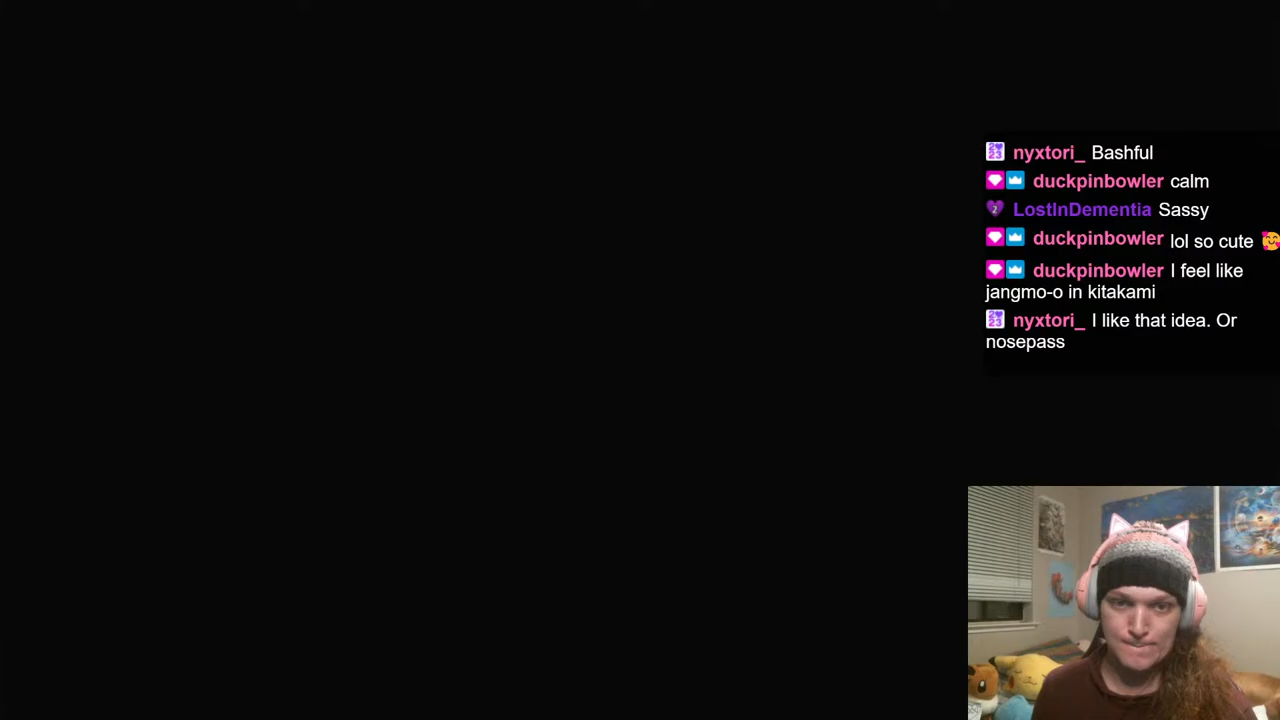 nyxtori_ Bashful
duckpinbowler calm
LostInDementia Sassy
duckpinbowler lol so cute
duckpinbowler I feel like
jangmo-o in kitakami
nyxtori_ I like that idea. Or
nosepass